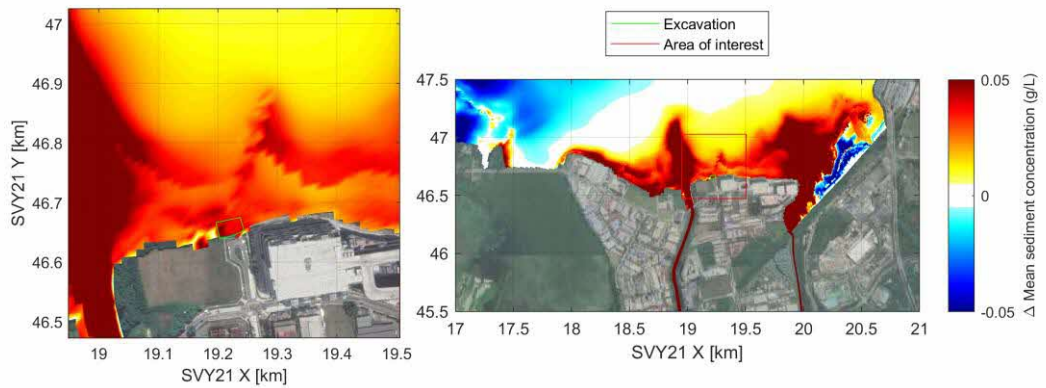 Excavation
Area of interest
47
46.9
46.8
46.7
46.6
46.5
SVY21 Y [km]
19 19.1 19.2 19.3 19.4 19.5
SVY21 X [km]
47.5
47
46.5
46
45.5
17 17.5 18 18.5 19 19.5 20 20.5 21
SVY21 X [km]
0.05
0
-0.05
Δ Mean sediment concentration (g/L)